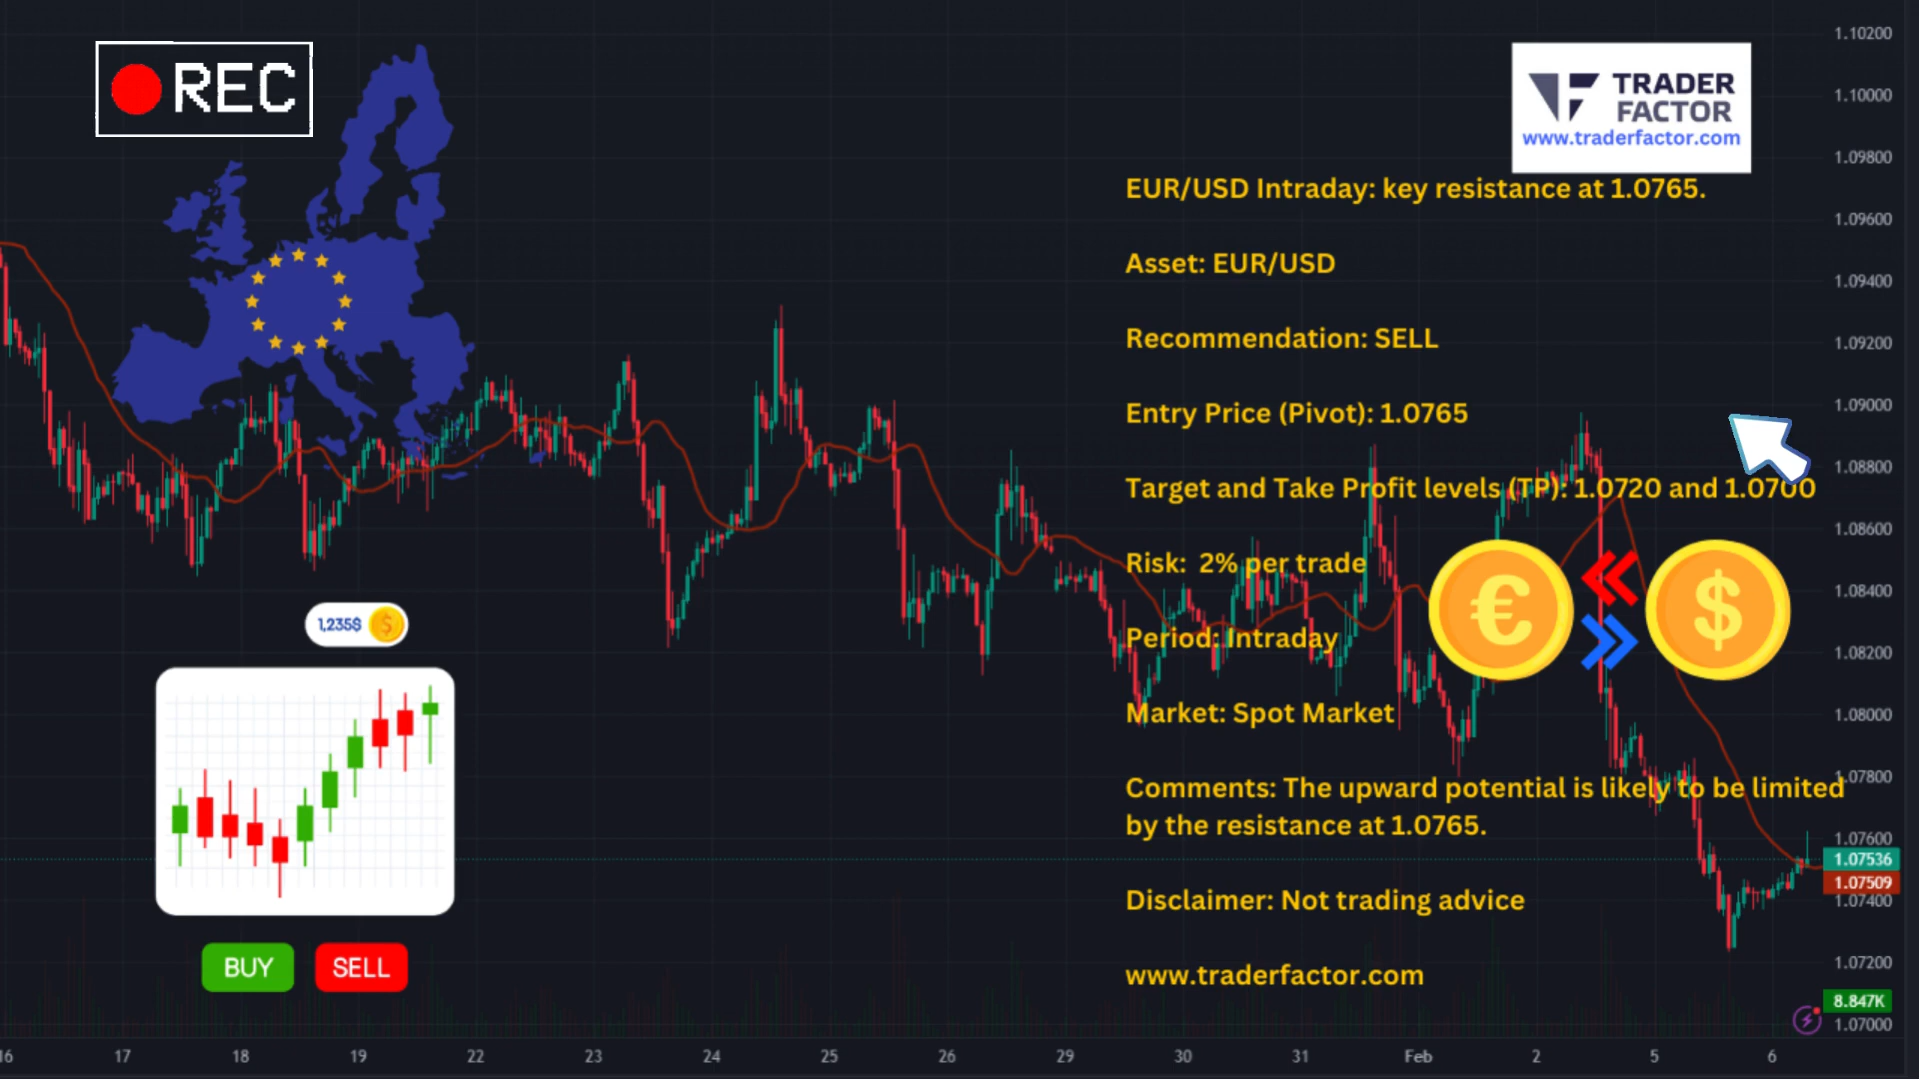 REC
TRADER
FACTOR
www.traderfactor.com
EUR/USD Intraday: key resistance at 1.0765.
Asset: EUR/USD
Recommendation: SELL
Entry Price (Pivot): 1.0765
Target and Take Profit levels (TP): 1.0720 and 1.0700
Risk: 2% per trade
Period: Intraday
Market: Spot Market
Comments: The upward potential is likely to be limited
by the resistance at 1.0765.
Disclaimer: Not trading advice
www.traderfactor.com
€
$
1,235$
$
BUY
SELL
1.10200
1.10000
1.09800
1.09600
1.09400
1.09200
1.09000
1.08800
1.08600
1.08400
1.08200
1.08000
1.07800
1.07600
1.07536
1.07509
1.07400
1.07200
8.847K
1.07000
16 17 18 19 22 23 24 25 26 29 30 31 Feb 2 5 6